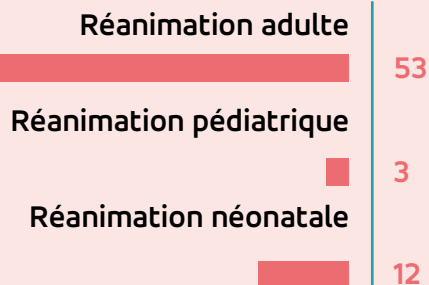 Réanimation adulte
53
Réanimation pédiatrique
3
Réanimation néonatale
12